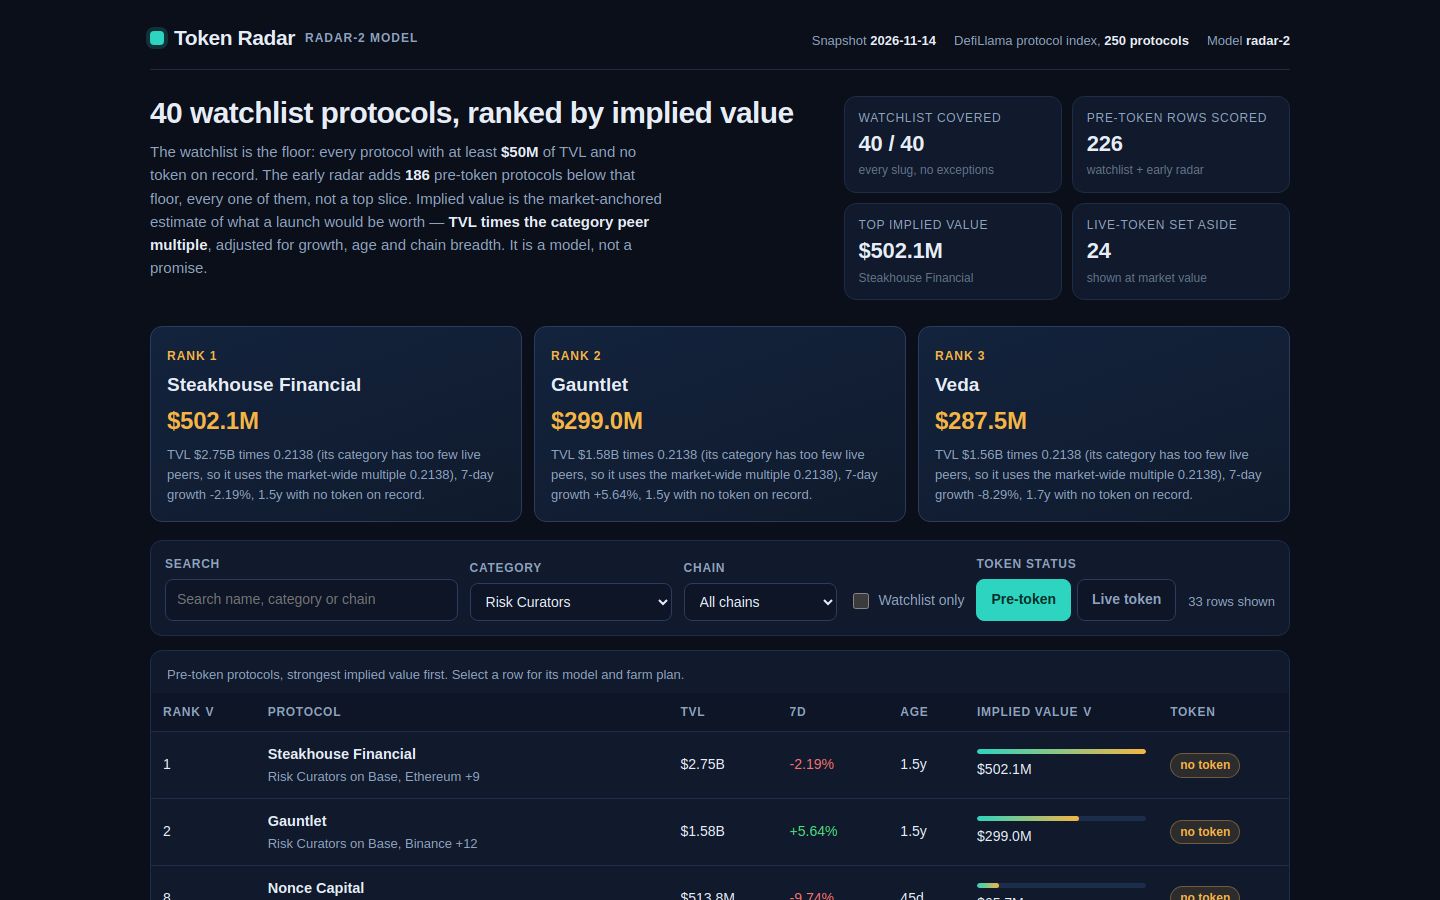 Token Radar RADAR-2 MODEL
Snapshot 2026-11-14 DefiLlama protocol index, 250 protocols Model radar-2
40 watchlist protocols, ranked by implied value
The watchlist is the floor: every protocol with at least $50M of TVL and no
token on record. The early radar adds 186 pre-token protocols below that
floor, every one of them, not a top slice. Implied value is the market-anchored
estimate of what a launch would be worth — TVL times the category peer
multiple, adjusted for growth, age and chain breadth. It is a model, not a
promise.
WATCHLIST COVERED
40 / 40
every slug, no exceptions
PRE-TOKEN ROWS SCORED
226
watchlist + early radar
TOP IMPLIED VALUE
$502.1M
Steakhouse Financial
LIVE-TOKEN SET ASIDE
24
shown at market value
RANK 1
Steakhouse Financial
$502.1M
TVL $2.75B times 0.2138 (its category has too few live
peers, so it uses the market-wide multiple 0.2138), 7-day
growth -2.19%, 1.5y with no token on record.
RANK 2
Gauntlet
$299.0M
TVL $1.58B times 0.2138 (its category has too few live
peers, so it uses the market-wide multiple 0.2138), 7-day
growth +5.64%, 1.5y with no token on record.
RANK 3
Veda
$287.5M
TVL $1.56B times 0.2138 (its category has too few live
peers, so it uses the market-wide multiple 0.2138), 7-day
growth -8.29%, 1.7y with no token on record.
SEARCH
Search name, category or chain
CATEGORY
Risk Curators
CHAIN
All chains
Watchlist only
TOKEN STATUS
Pre-token Live token
33 rows shown
Pre-token protocols, strongest implied value first. Select a row for its model and farm plan.
RANK V PROTOCOL TVL 7D AGE IMPLIED VALUE V TOKEN
1 Steakhouse Financial $2.75B -2.19% 1.5y $502.1M no token
Risk Curators on Base, Ethereum +9
2 Gauntlet $1.58B +5.64% 1.5y $299.0M no token
Risk Curators on Base, Binance +12
8 Nonce Capital $513.8M -9.74% 45d no token